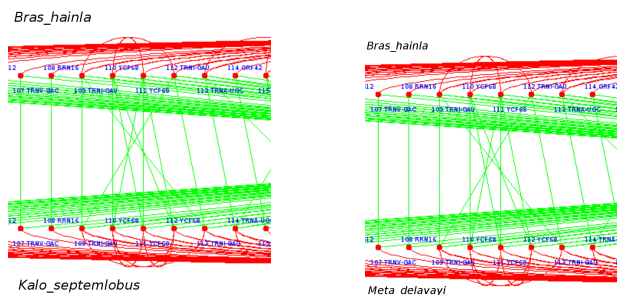 Bras_hainla
12 108 RRN16 110 YCF68 112 TRNI-GAU 114 ORF42
107 TRNV-GAC 109 TRNI-GAU 111 YCF68 113 TRNA-UGC 115
12 108 RRN16 110 YCF68 112 YCF68 114 TRNA-UG
107 TRNV-GAC 109 TRNI-GAU 111 YCF68 113 TRNI-GAU 115
Kalo_septemlobus
Bras_hainla
12 108 RRN16 110 YCF68 112 TRNI-GAU 114 ORF42
107 TRNV-GAC 109 TRNI-GAU 111 YCF68 113 TRNA-UGC
12 108 RRN16 110 YCF68 112 YCF68 114 TRNA
107 TRNV-GAC 109 TRNI-GAU 111 YCF68 113 TRNI-GAU
Meta_delavayi